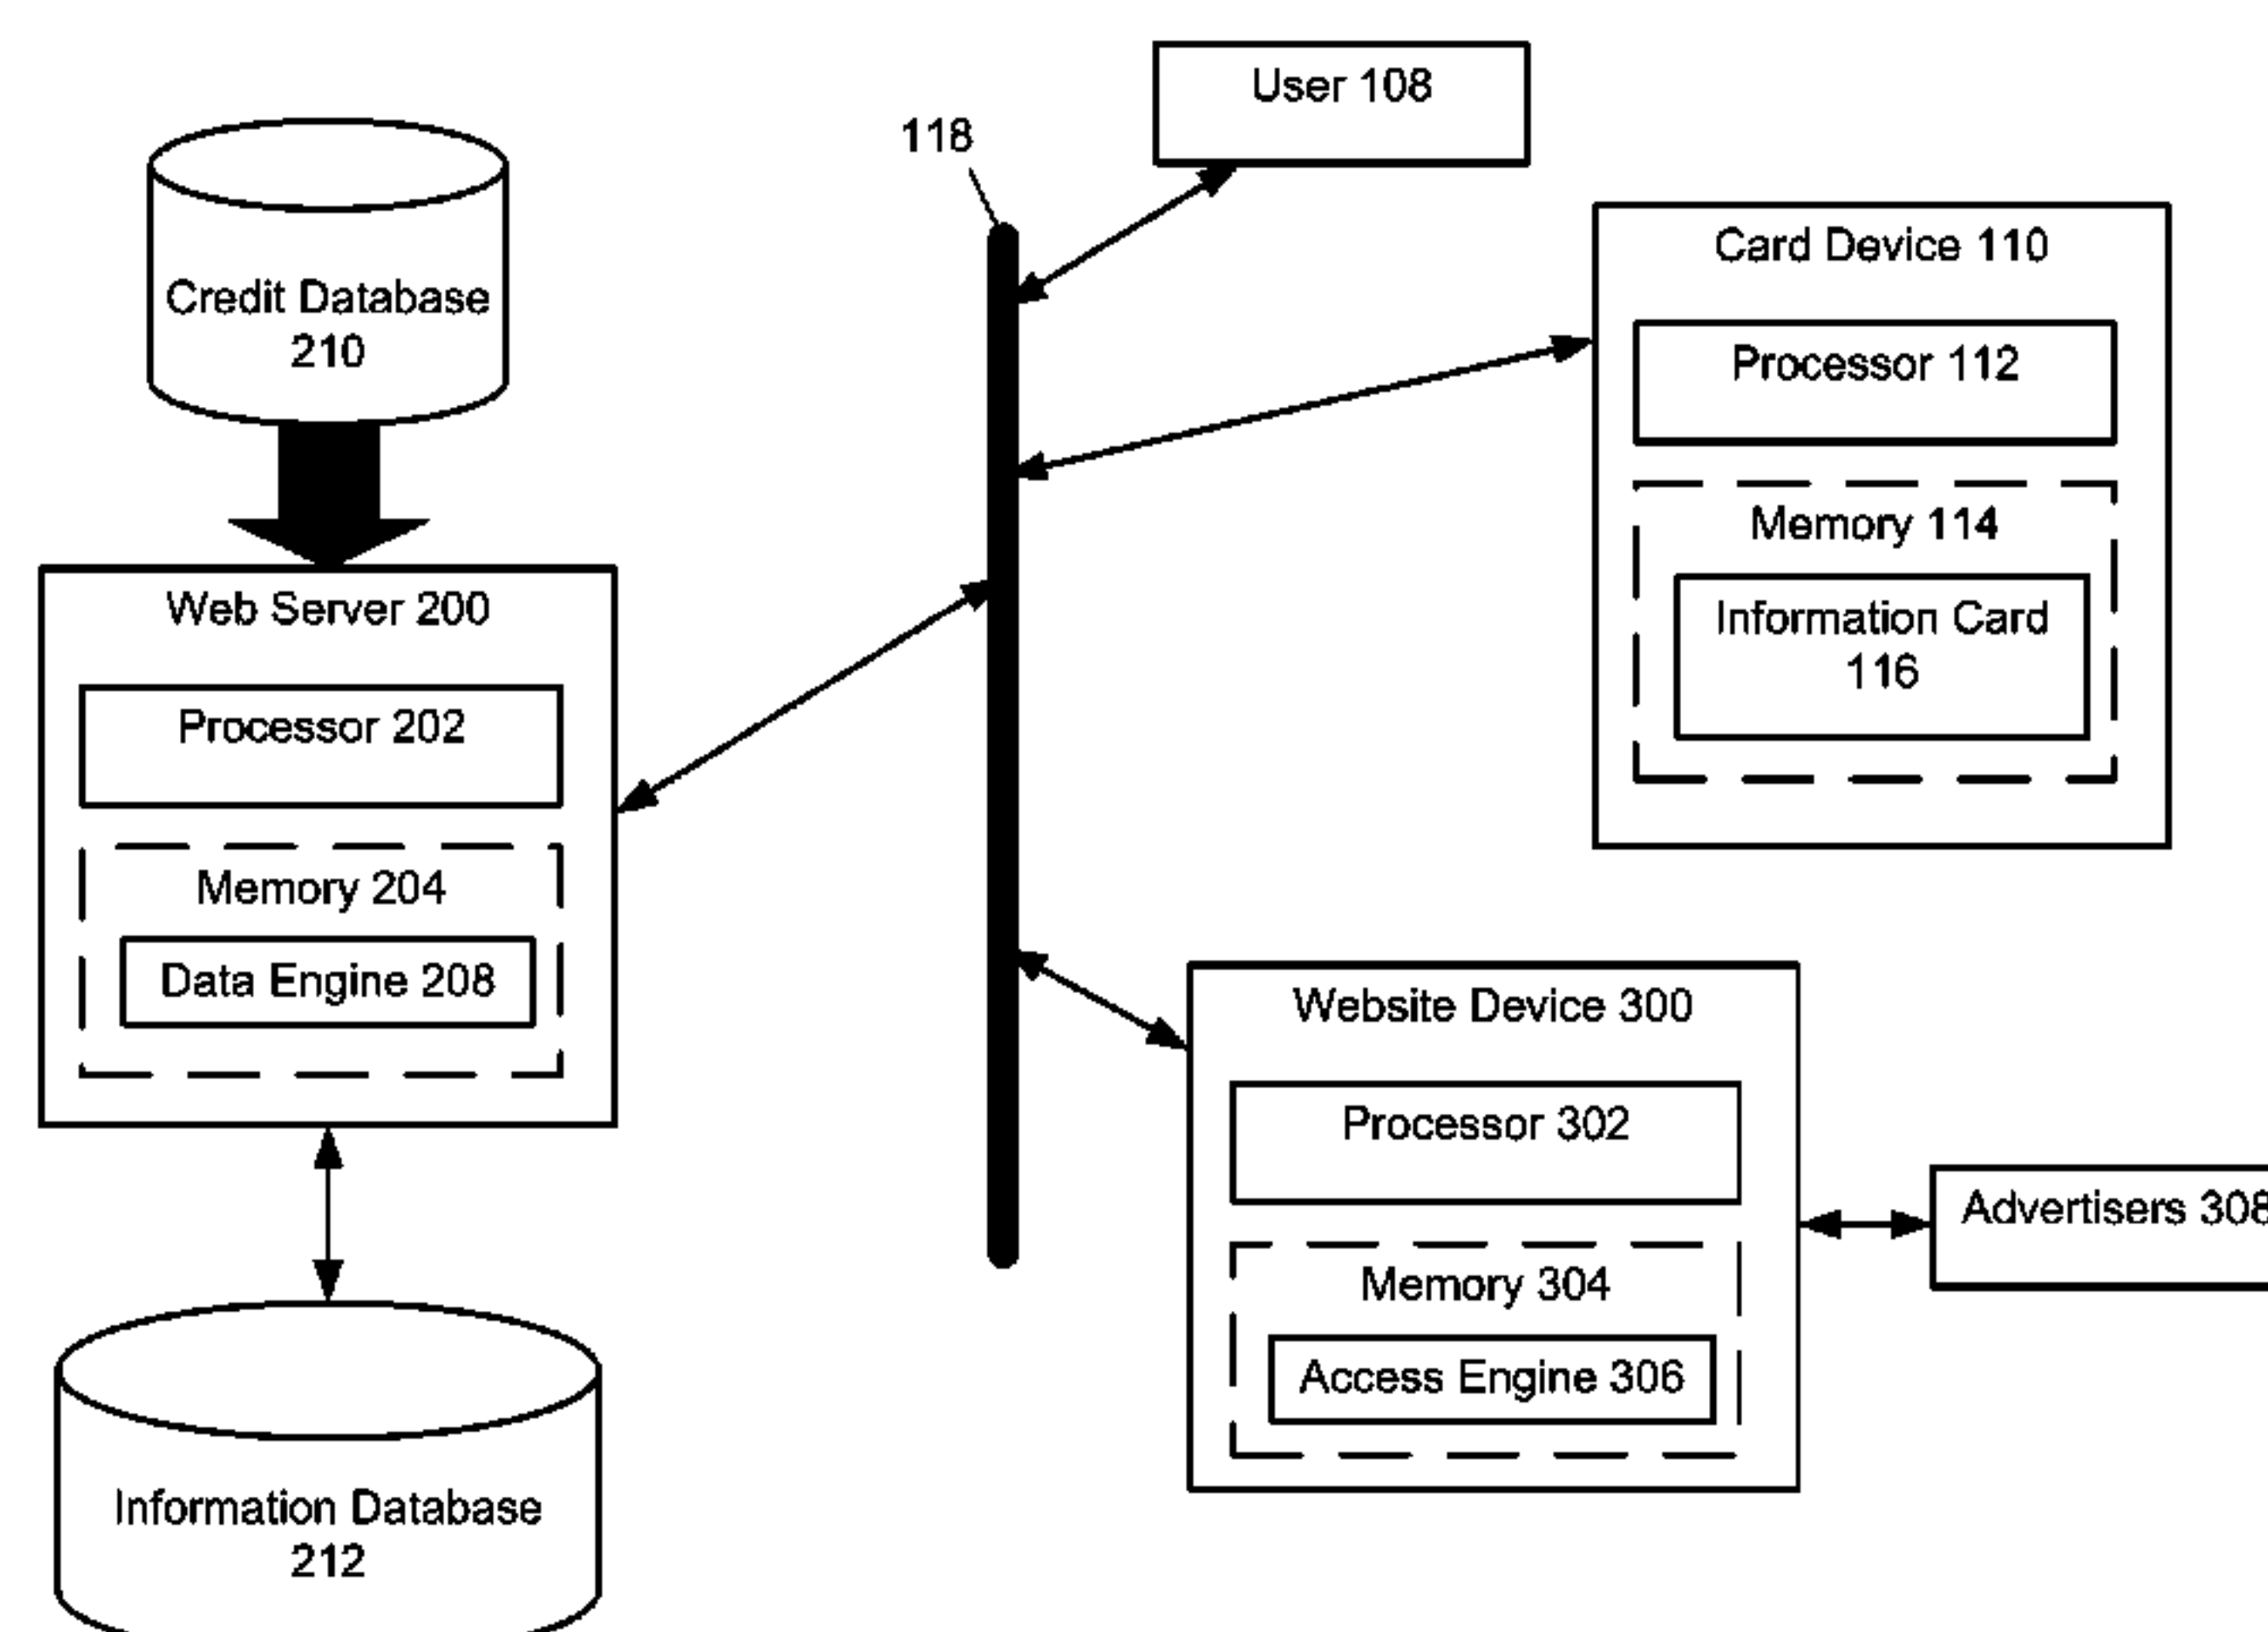 User 108
118
Credit Database
210
Card Device 110
Processor 112
Memory 114
Information Card
116
Web Server 200
Processor 202
Memory 204
Data Engine 208
Website Device 300
Processor 302
Memory 304
Access Engine 306
Advertisers 308
Information Database
212